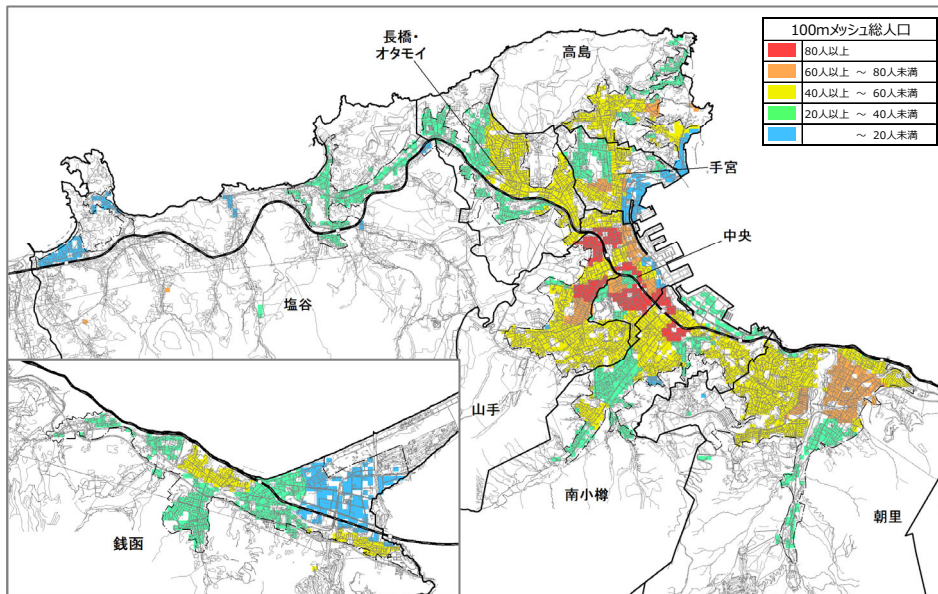 100mメッシュ総人口
80人以上
60人以上 ～ 80人未満
40人以上 ～ 60人未満
20人以上 ～ 40人未満
～ 20人未満
長橋・
オタモイ
高島
手宮
中央
塩谷
山手
南小樽
朝里
銭函